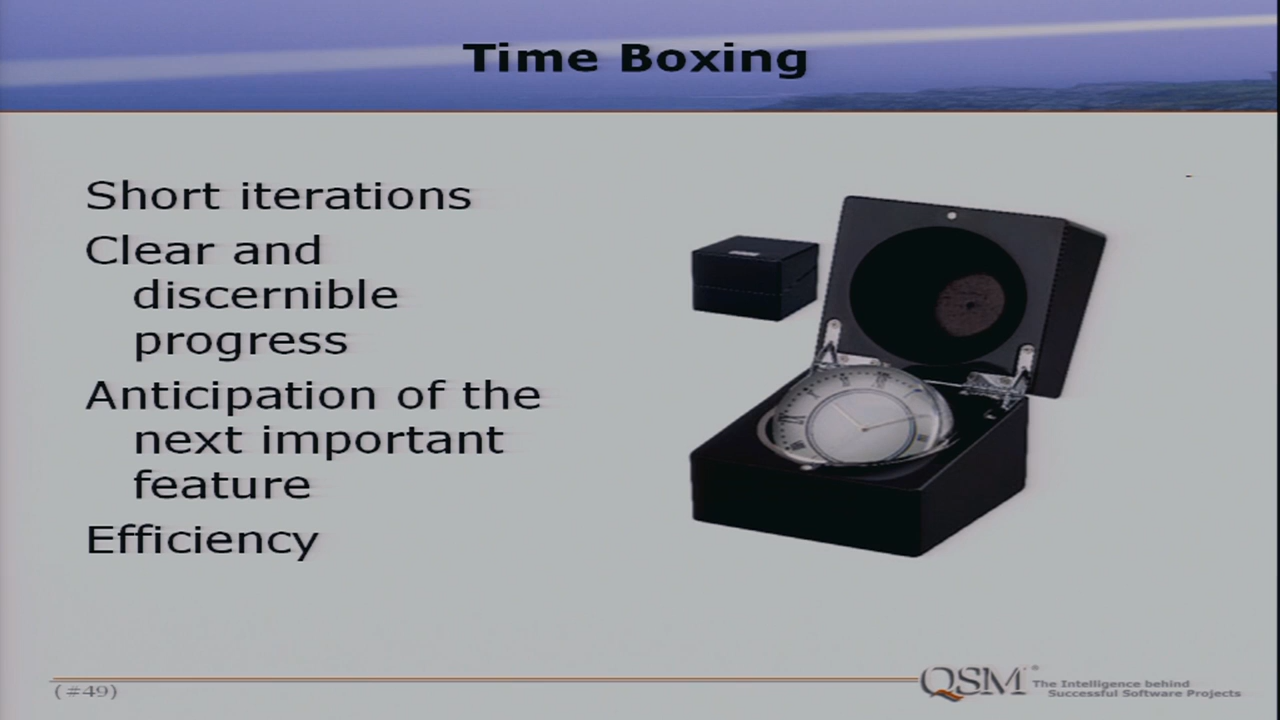 Time Boxing
Short iterations
Clear and
discernible
progress
Anticipation of the
next important
feature
Efficiency
(#49)
QSM®
The Intelligence behind
Successful Software Projects